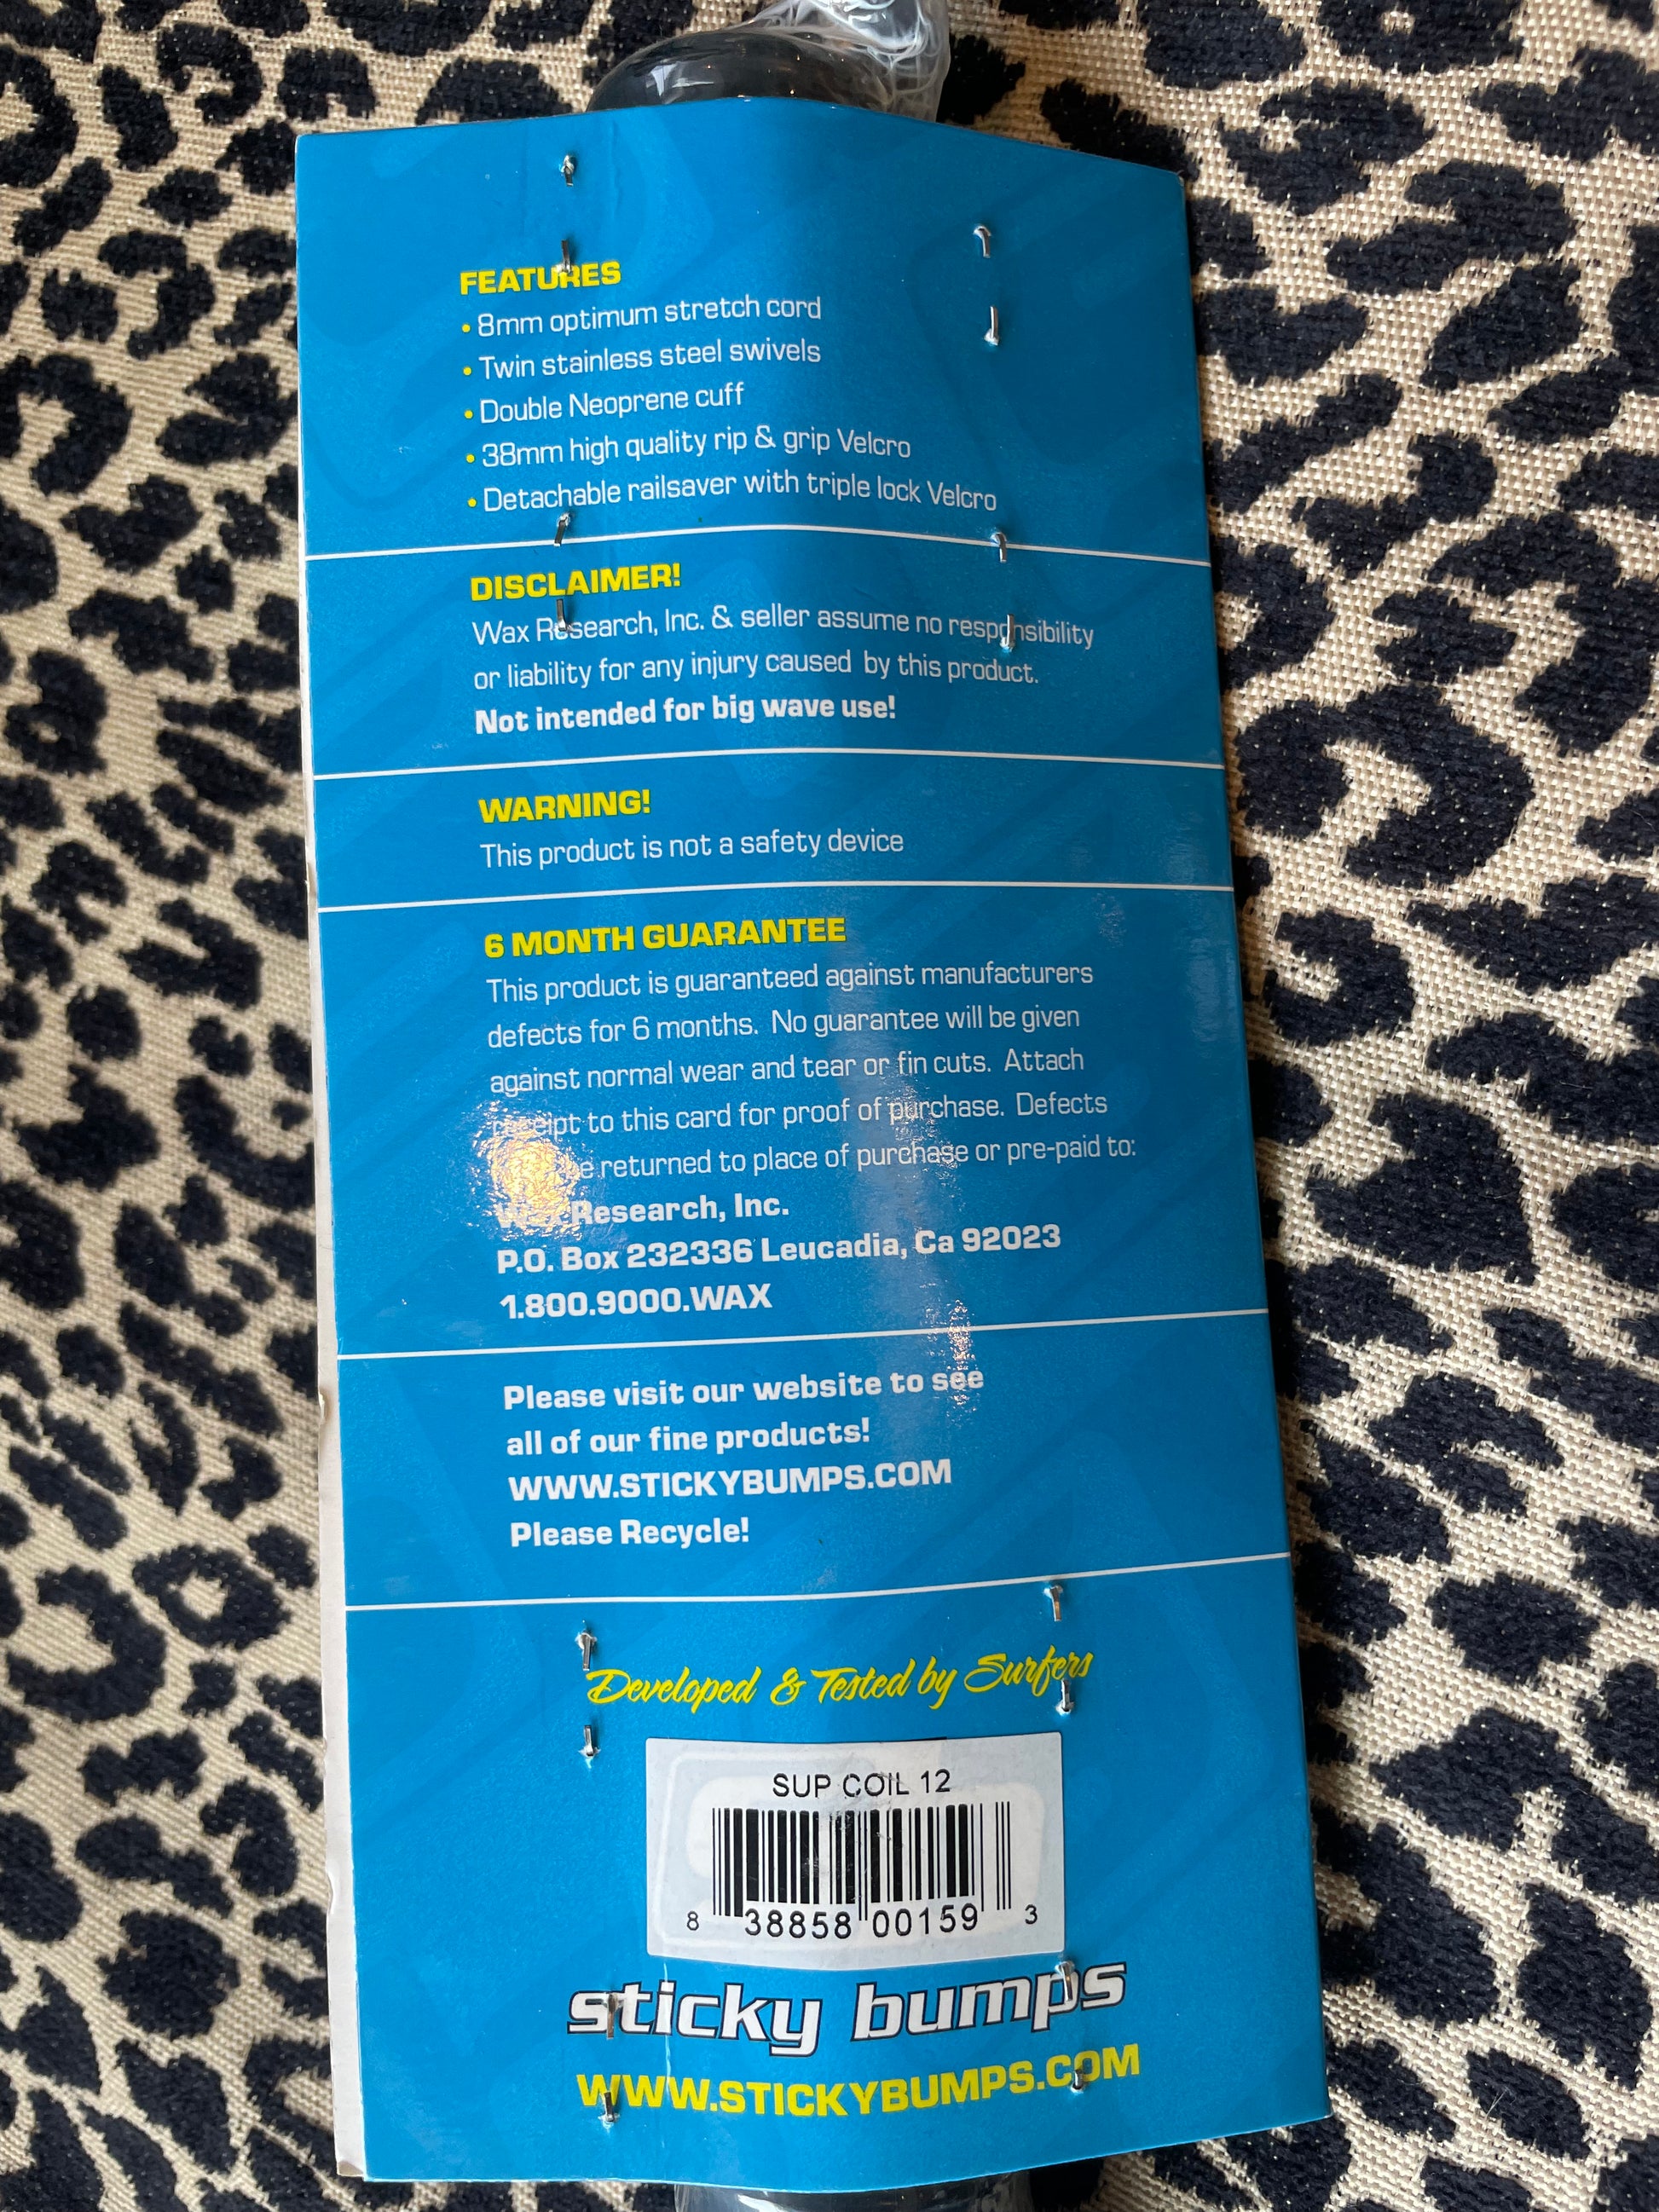 FEATURES
• 8mm optimum stretch cord
• Twin stainless steel swivels
• Double Neoprene cuff
• 38mm high quality rip & grip Velcro
• Detachable railsaver with triple lock Velcro
DISCLAIMER!
Wax Research, Inc. & seller assume no responsibility
or liability for any injury caused by this product.
Not intended for big wave use!
WARNING!
This product is not a safety device
6 MONTH GUARANTEE
This product is guaranteed against manufacturers
defects for 6 months. No guarantee will be given
against normal wear and tear or fin cuts. Attach
receipt to this card for proof of purchase. Defects
returned to place of purchase or pre-paid to:
Wax Research, Inc.
P.O. Box 232336 Leucadia, Ca 92023
1.800.9000.WAX
Please visit our website to see
all of our fine products!
WWW.STICKYBUMPS.COM
Please Recycle!
Developed & Tested by Surfers
SUP COIL 12
8 38858 00159 3
sticky bumps
WWW.STICKYBUMPS.COM